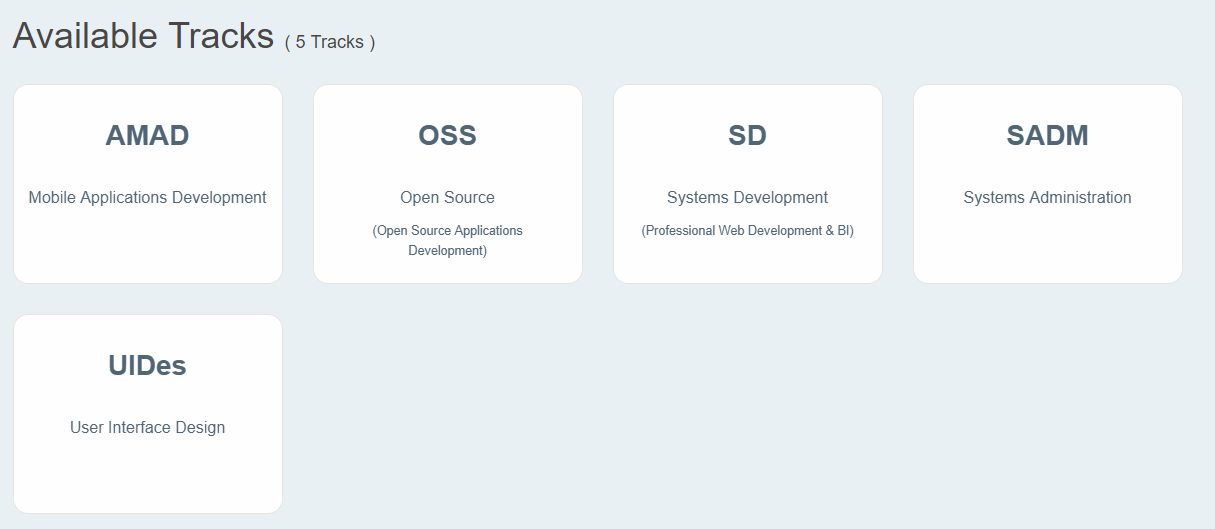 Available Tracks ( 5 Tracks )
AMAD
Mobile Applications Development
OSS
Open Source
(Open Source Applications
Development)
SD
Systems Development
(Professional Web Development & BI)
SADM
Systems Administration
UIDes
User Interface Design